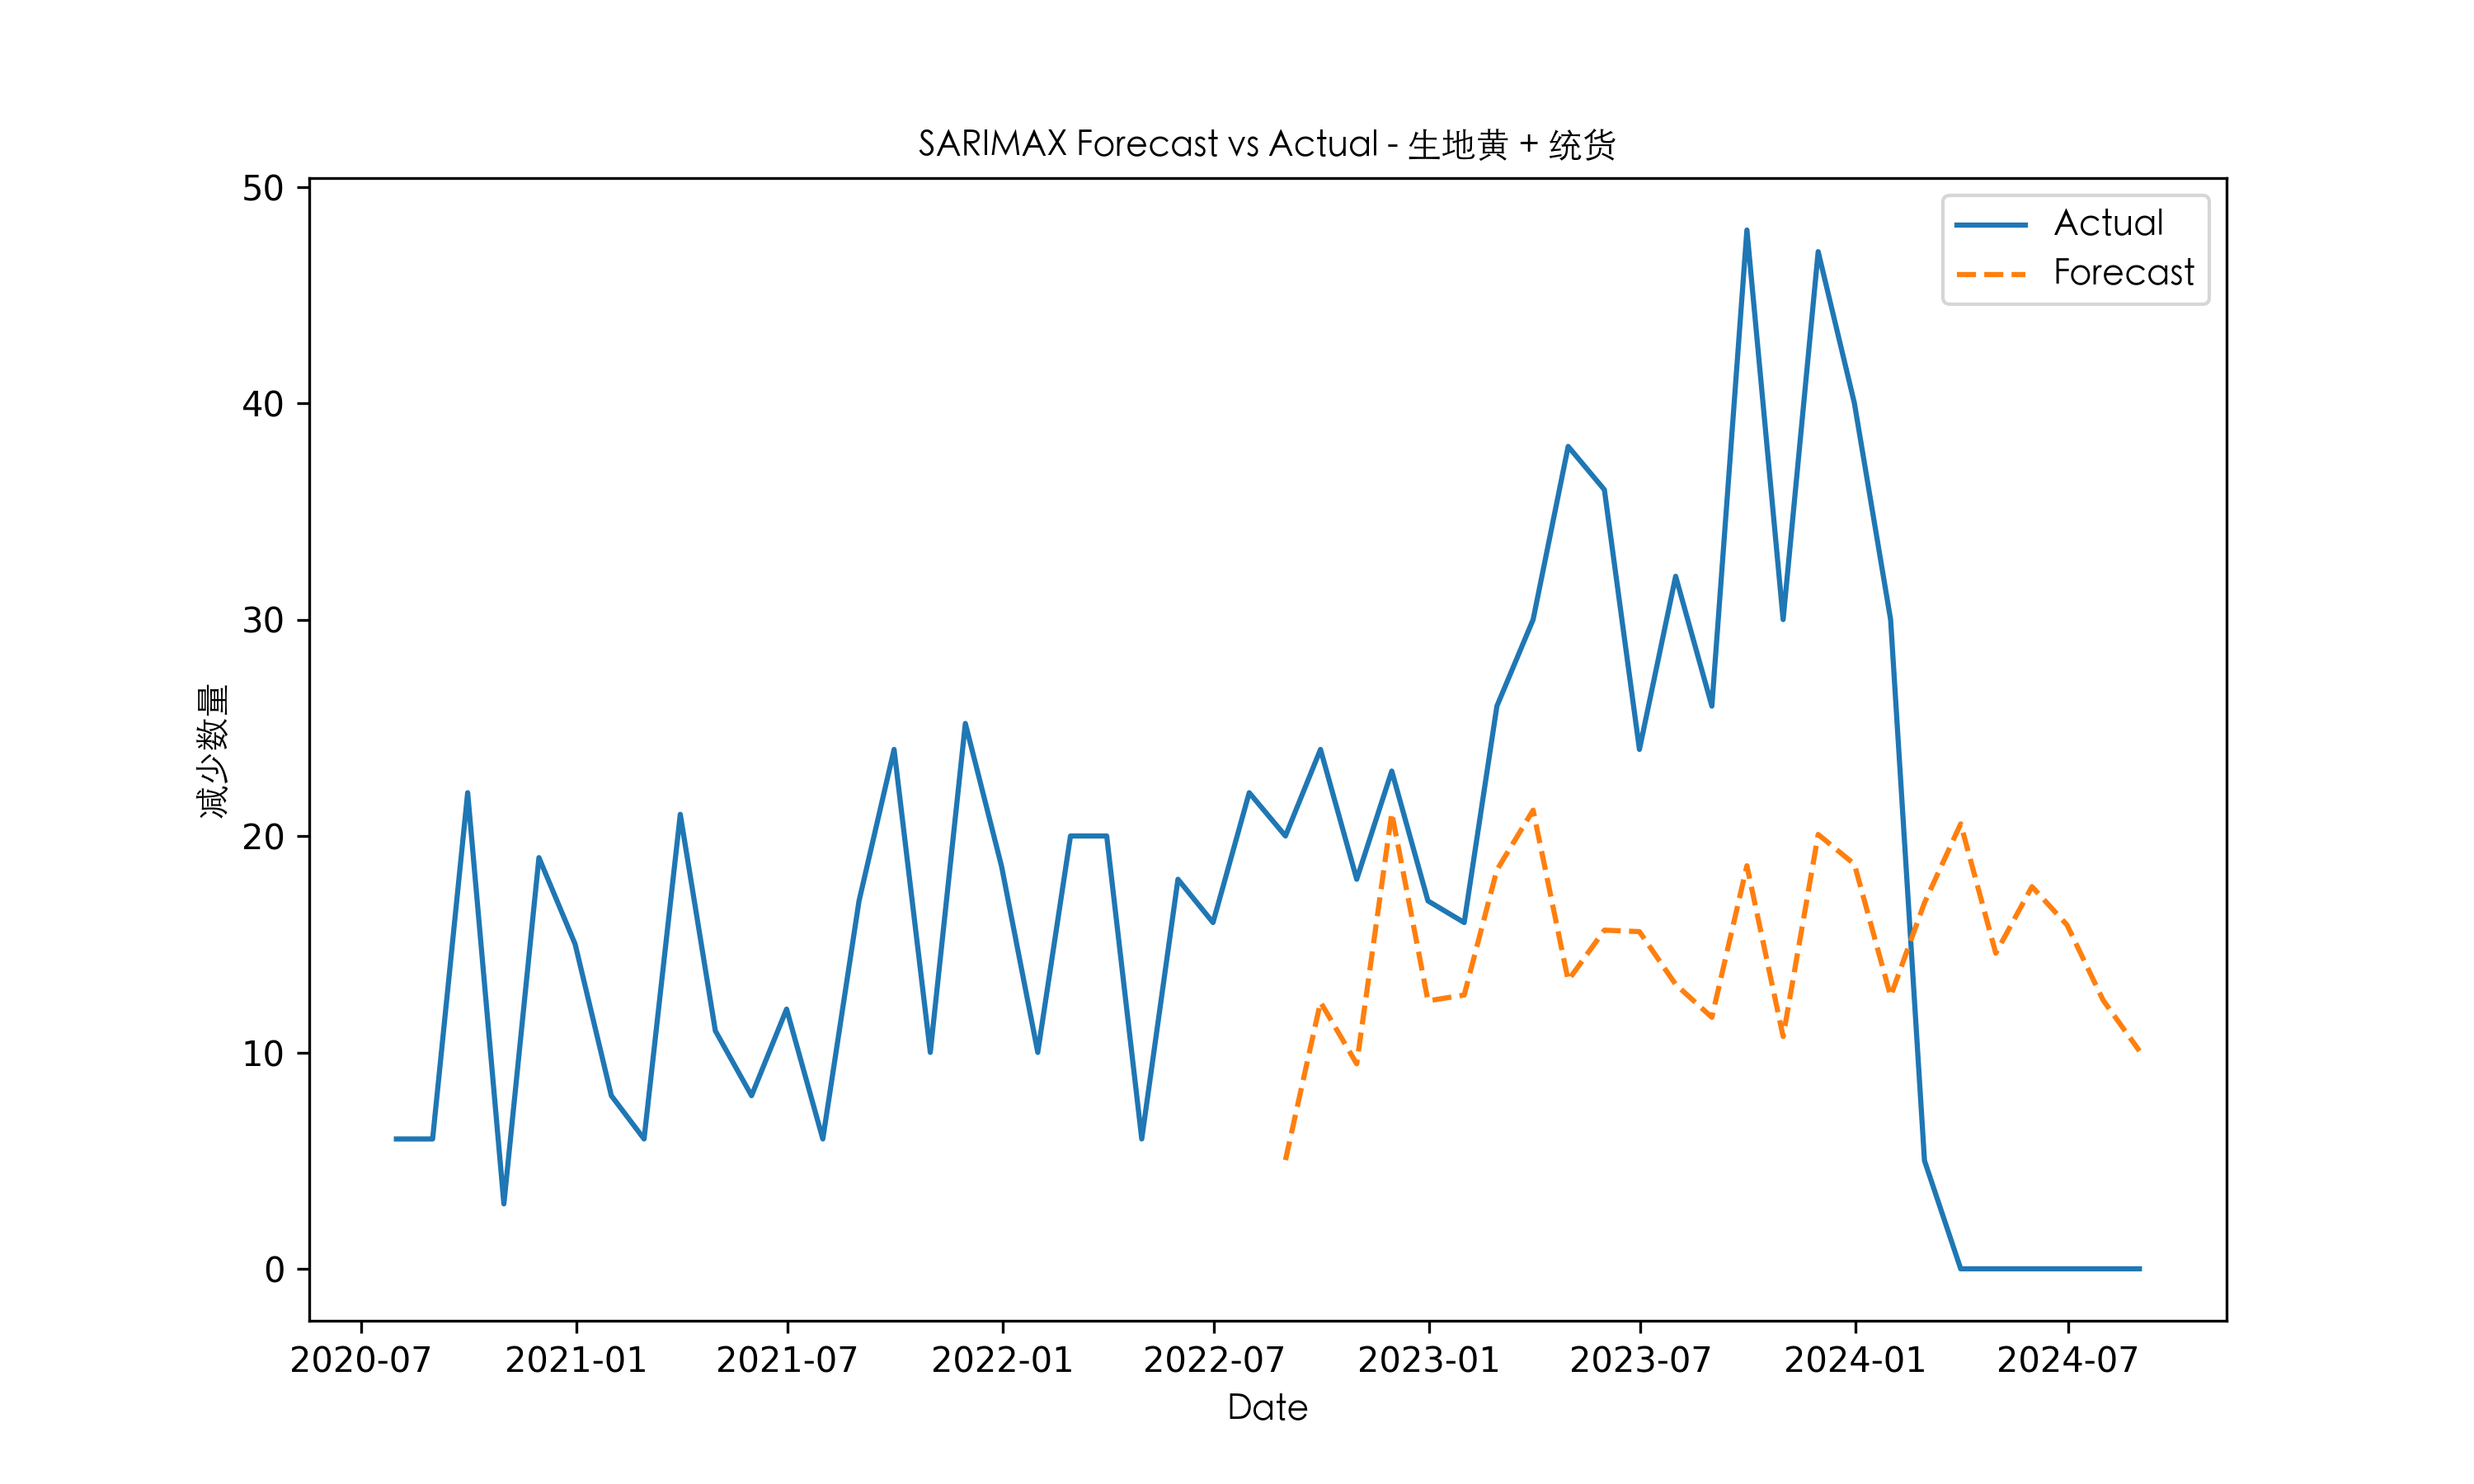 SARIMAX Forecast vs Actual - 生地黄 + 统货
Actual
Forecast
50
40
30
20
10
0
减少数量
2020-07 2021-01 2021-07 2022-01 2022-07 2023-01 2023-07 2024-01 2024-07
Date